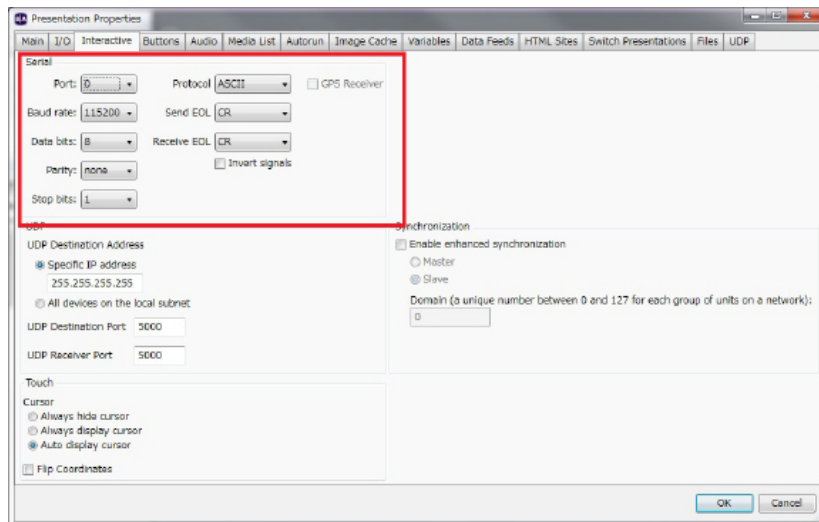 Presentation Properties
Main I/O Interactive Buttons Audio Media List Autorun Image Cache Variables Data Feeds HTML Sites Switch Presentations Files UDP
Serial
Port: 0 Protocol ASCII GPS Receiver
Baud rate: 115200 Send EOL CR
Data bits: 8 Receive EOL CR
Invert signals
Parity: none
Stop bits: 1
UDP
UDP Destination Address
Specific IP address
255.255.255.255
All devices on the local subnet
UDP Destination Port 5000
UDP Receiver Port 5000
Synchronization
Enable enhanced synchronization
Master
Slave
Domain (a unique number between 0 and 127 for each group of units on a network):
0
Touch
Cursor
Always hide cursor
Always display cursor
Auto display cursor
Flip Coordinates
OK Cancel